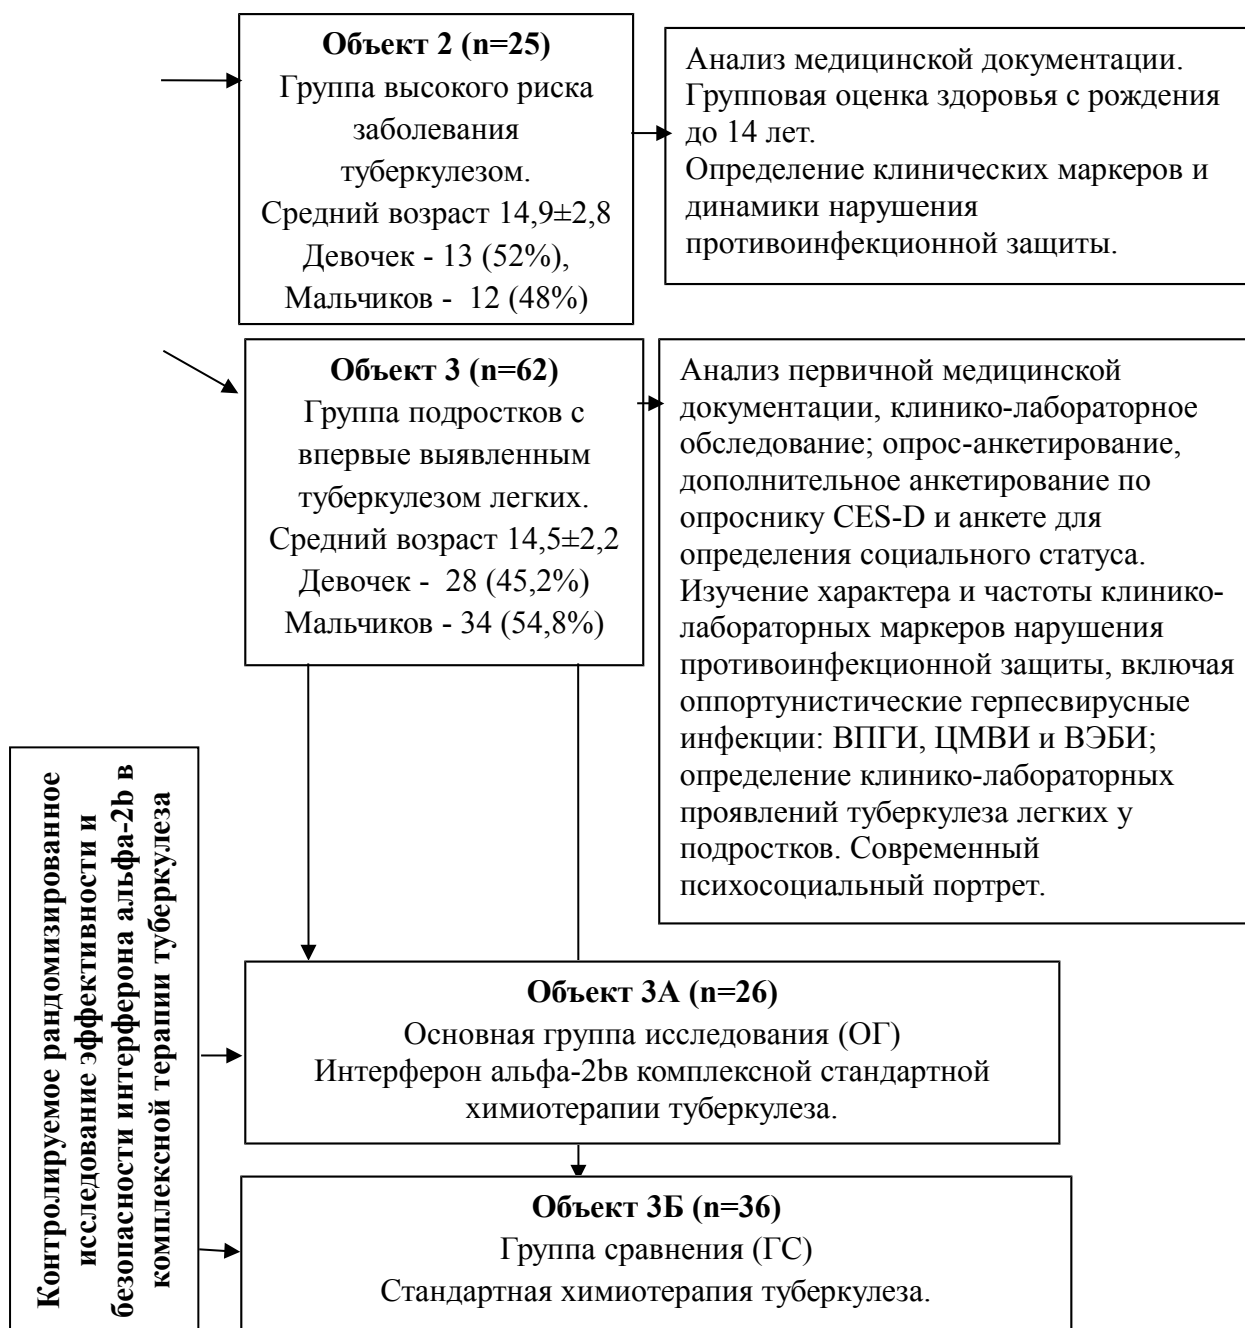 Объект 2 (n=25)
Группа высокого риска
заболевания
туберкулезом.
Средний возраст 14,9±2,8
Девочек - 13 (52%),
Мальчиков - 12 (48%)
Анализ медицинской документации.
Групповая оценка здоровья с рождения
до 14 лет.
Определение клинических маркеров и
динамики нарушения
противоинфекционной защиты.
Объект 3 (n=62)
Группа подростков с
впервые выявленным
туберкулезом легких.
Средний возраст 14,5±2,2
Девочек - 28 (45,2%)
Мальчиков - 34 (54,8%)
Анализ первичной медицинской
документации, клинико-лабораторное
обследование; опрос-анкетирование,
дополнительное анкетирование по
опроснику CES-D и анкете для
определения социального статуса.
Изучение характера и частоты клинико-
лабораторных маркеров нарушения
противоинфекционной защиты, включая
оппортунистические герпесвирусные
инфекции: ВПГИ, ЦМВИ и ВЭБИ;
определение клинико-лабораторных
проявлений туберкулеза легких у
подростков. Современный
психосоциальный портрет.
Контролируемое рандомизированное
исследование эффективности и
безопасности интерферона альфа-2b в
комплексной терапии туберкулеза
Объект 3А (n=26)
Основная группа исследования (ОГ)
Интерферон альфа-2bв комплексной стандартной
химиотерапии туберкулеза.
Объект 3Б (n=36)
Группа сравнения (ГС)
Стандартная химиотерапия туберкулеза.